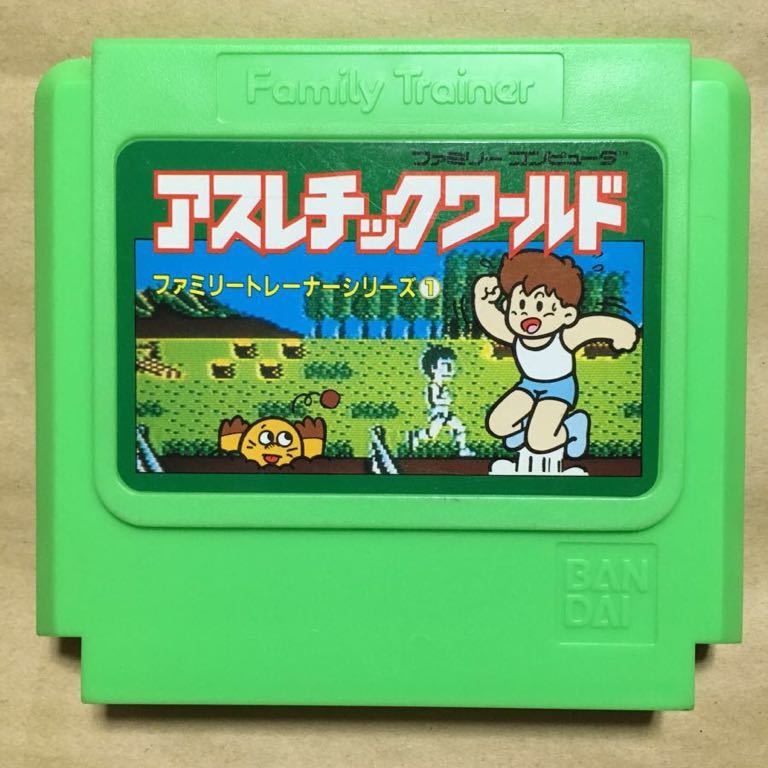 Family Trainer
ファミリー コンピュータ™
アスレチックワールド
ファミリートレーナーシリーズ1
BAN
DAI